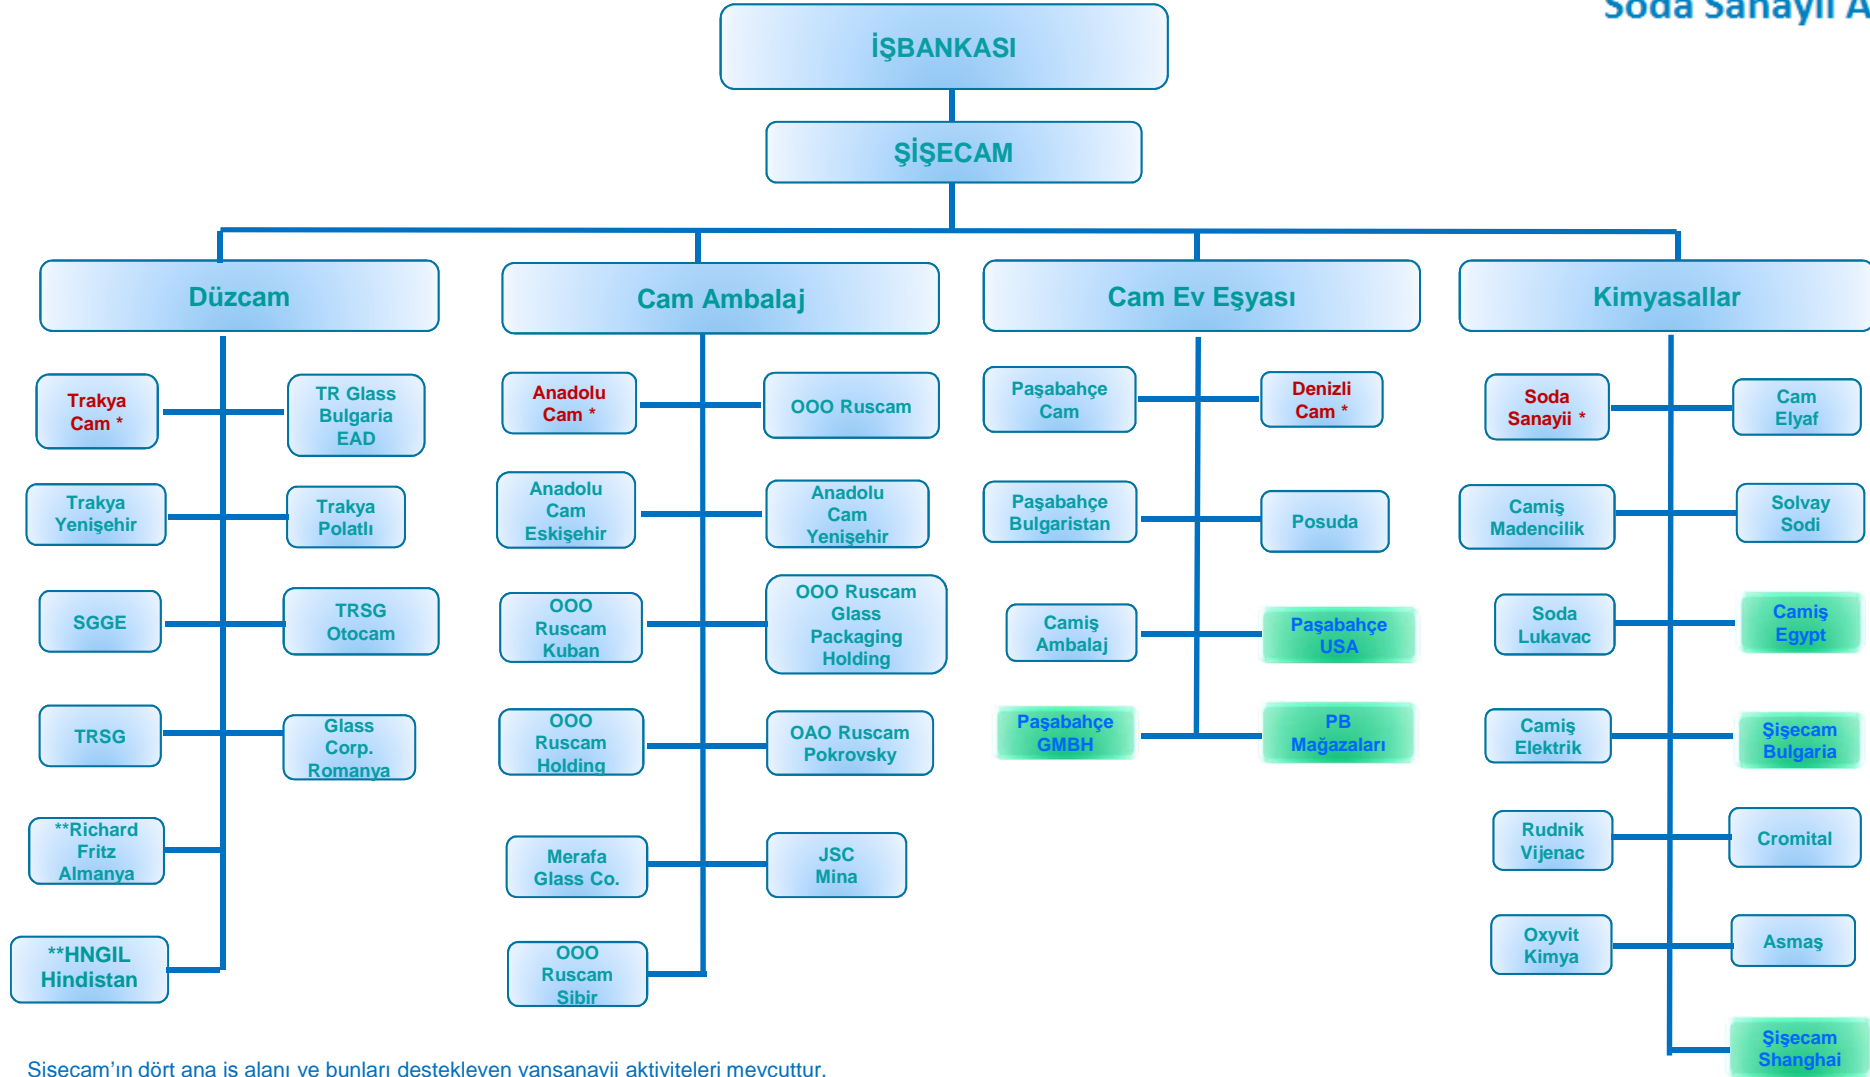 Soda Sanayii A
İŞBANKASI
ŞİŞECAM
Düzcam
Cam Ambalaj
Cam Ev Eşyası
Kimyasallar
Trakya
Cam *
TR Glass
Bulgaria
EAD
Trakya
Yenişehir
Trakya
Polatlı
SGGE
TRSG
Otocam
TRSG
Glass
Corp.
Romanya
**Richard
Fritz
Almanya
**HNGIL
Hindistan
Anadolu
Cam *
OOO Ruscam
Anadolu
Cam
Eskişehir
Anadolu
Cam
Yenişehir
OOO
Ruscam
Kuban
OOO Ruscam
Glass
Packaging
Holding
OOO
Ruscam
Holding
OAO Ruscam
Pokrovsky
Merafa
Glass Co.
JSC
Mina
OOO
Ruscam
Sibir
Paşabahçe
Cam
Denizli
Cam *
Paşabahçe
Bulgaristan
Posuda
Camiş
Ambalaj
Paşabahçe
USA
Paşabahçe
GMBH
PB
Mağazaları
Soda
Sanayii *
Cam
Elyaf
Camiş
Madencilik
Solvay
Sodi
Soda
Lukavac
Camiş
Egypt
Camiş
Elektrik
Şişecam
Bulgaria
Rudnik
Vijenac
Cromital
Oxyvit
Kimya
Asmaş
Şişecam
Shanghai
Sisecam'ın dört ana is alanı ve bunları destekleven vansanavii aktiviteleri mevcuttur.